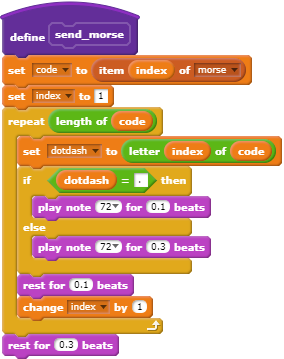 define send_morse
set code to item index of morse
set index to 1
repeat length of code
set dotdash to letter index of code
if dotdash = . then
play note 72 for 0.1 beats
else
play note 72 for 0.3 beats
rest for 0.1 beats
change index by 1
rest for 0.3 beats